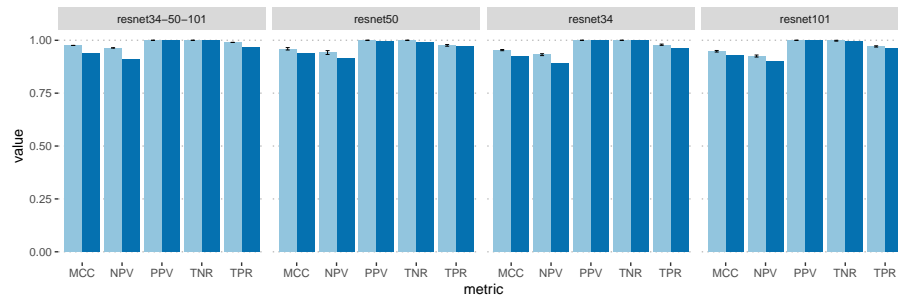 resnet34−50−101 resnet50 resnet34 resnet101
1.00
0.75
0.50
0.25
0.00
value
MCC NPV PPV TNR TPR MCC NPV PPV TNR TPR MCC NPV PPV TNR TPR MCC NPV PPV TNR TPR
metric